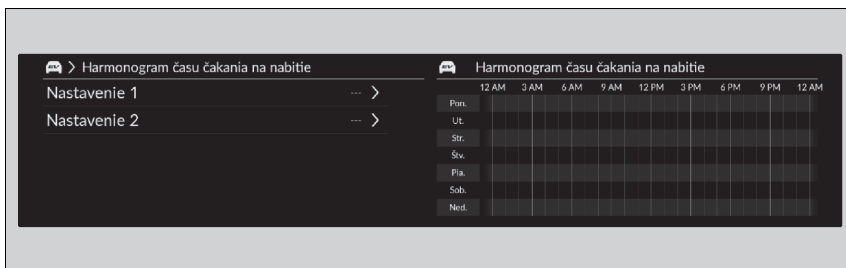 > Harmonogram času čakania na nabitie
Nastavenie 1 --- >
Nastavenie 2 --- >
Harmonogram času čakania na nabitie
12 AM 3 AM 6 AM 9 AM 12 PM 3 PM 6 PM 9 PM 12 AM
Pon.
Ut.
Str.
Štv.
Pia.
Sob.
Ned.